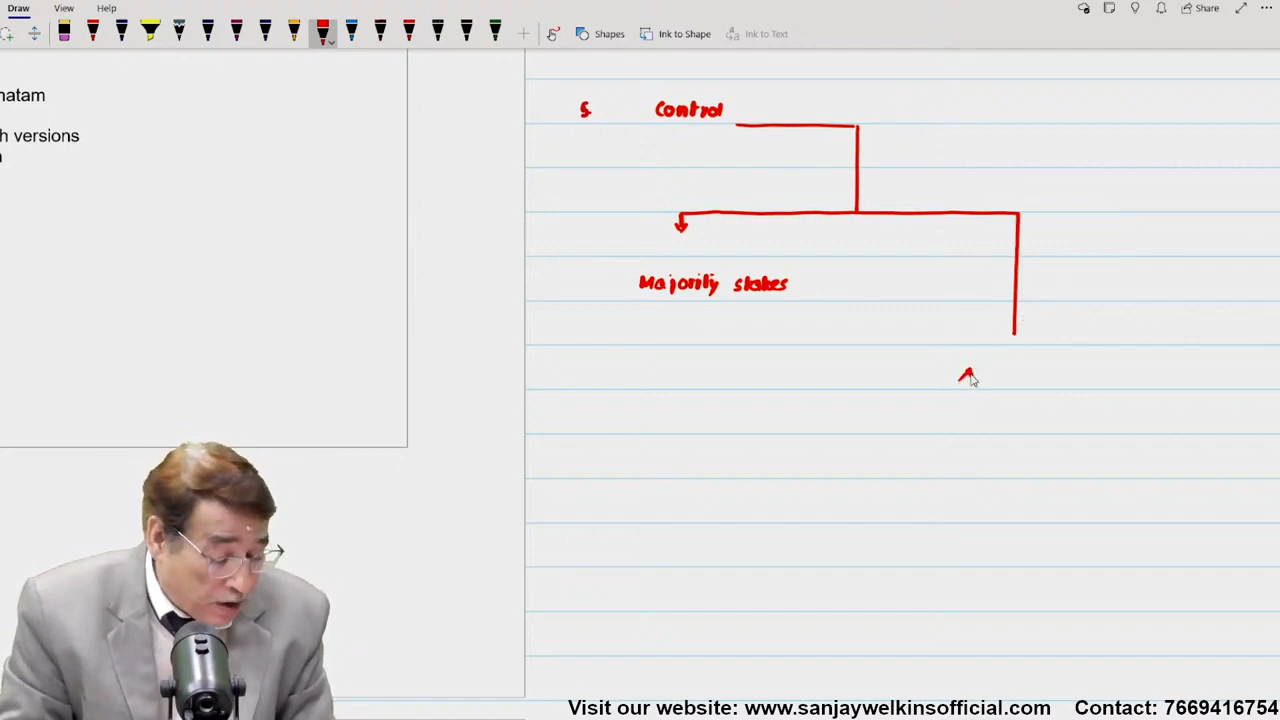 Draw View Help Share
Shapes Ink to Shape Ink to Text
natam
h versions
n
5 Control
Majority stakes
Visit our website: www.sanjaywelkinsofficial.com Contact: 7669416754